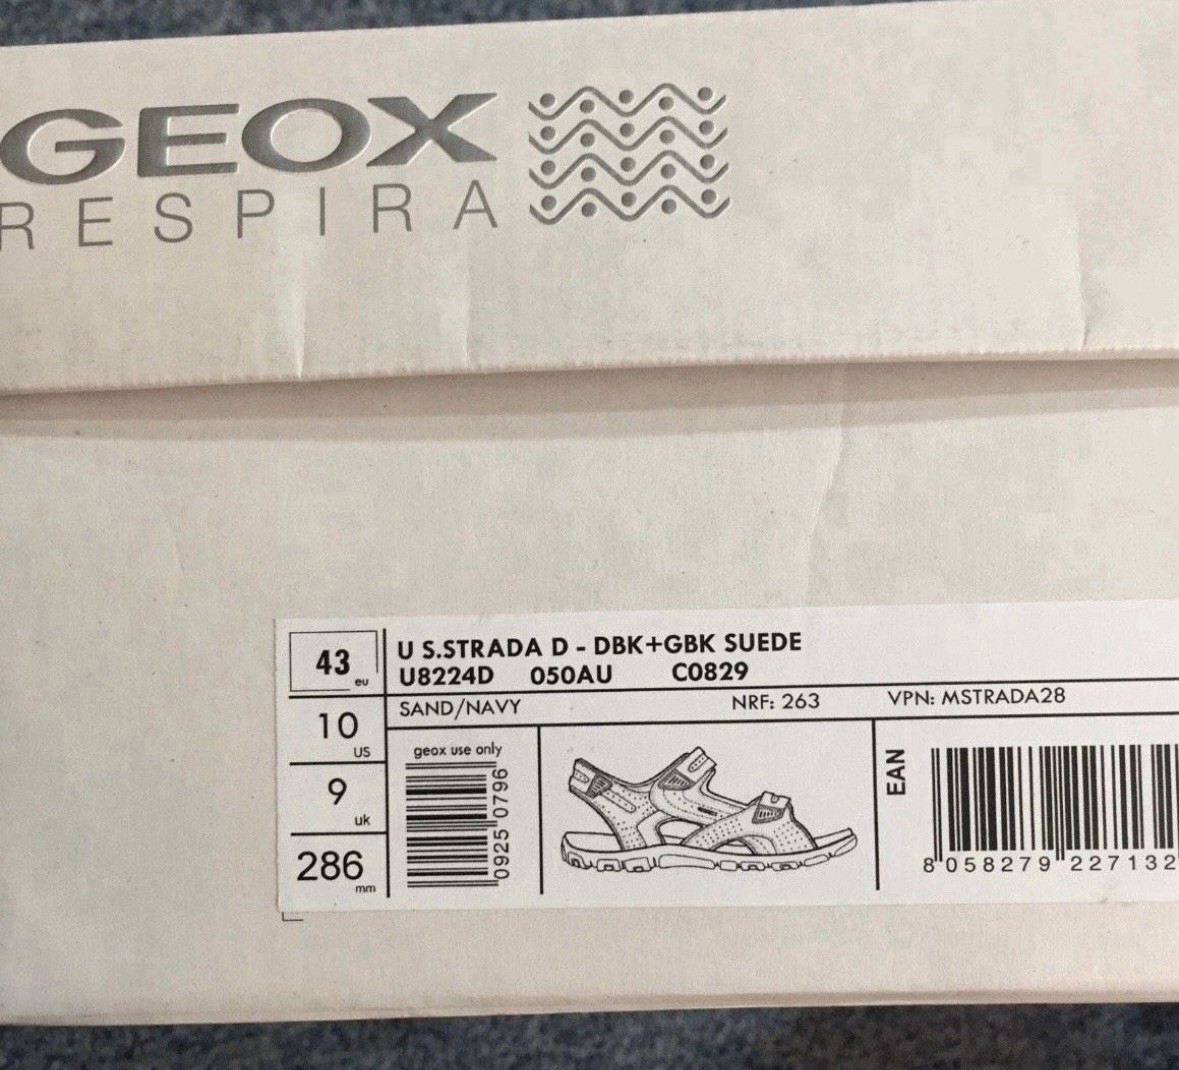 GEOX
RESPIRA
43 eu
10 US
9 uk
286 mm
U S.STRADA D - DBK+GBK SUEDE
U8224D 050AU C0829
SAND/NAVY NRF: 263 VPN: MSTRADA28
geox use only
0925 0796
EAN
8 058279 227132